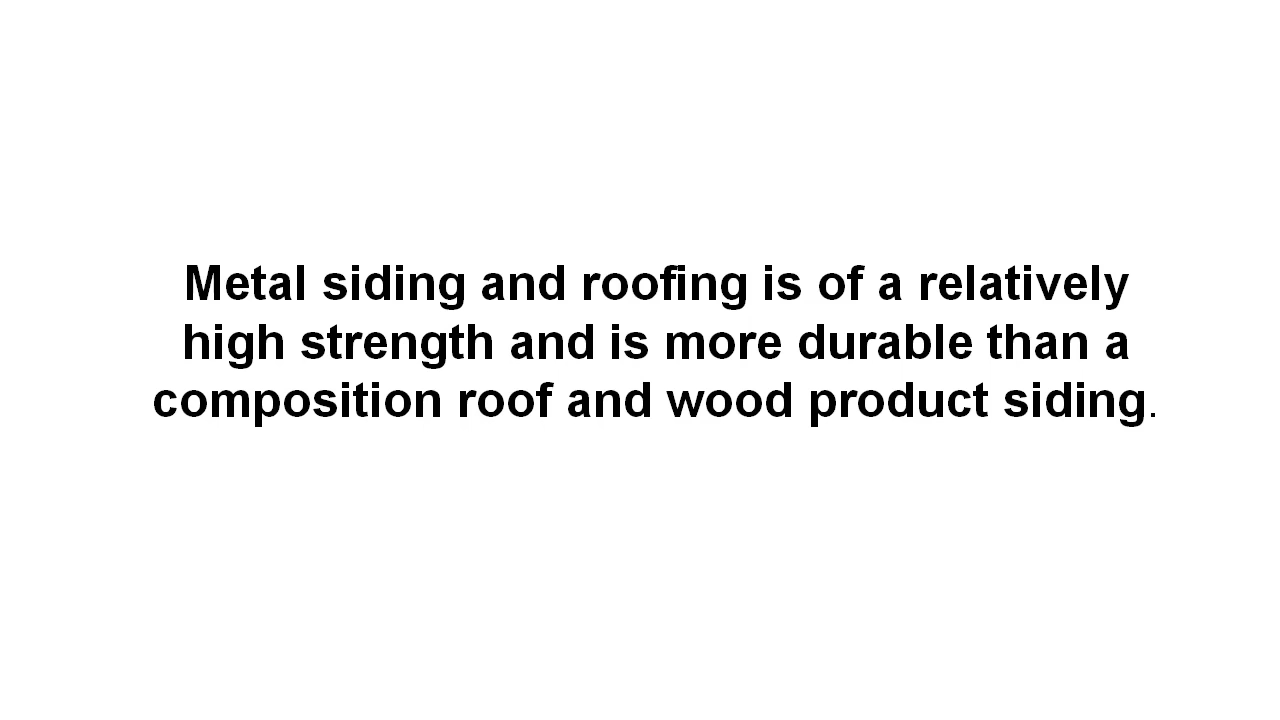 Metal siding and roofing is of a relatively
high strength and is more durable than a
composition roof and wood product siding.